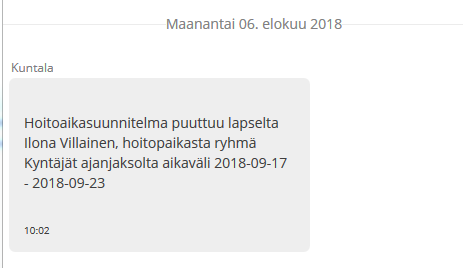 Maanantai 06. elokuu 2018
Kuntala
Hoitoaikasuunnitelma puuttuu lapselta
Ilona Villainen, hoitopaikasta ryhmä
Kyntäjät ajanjaksolta aikaväli 2018-09-17
- 2018-09-23
10:02